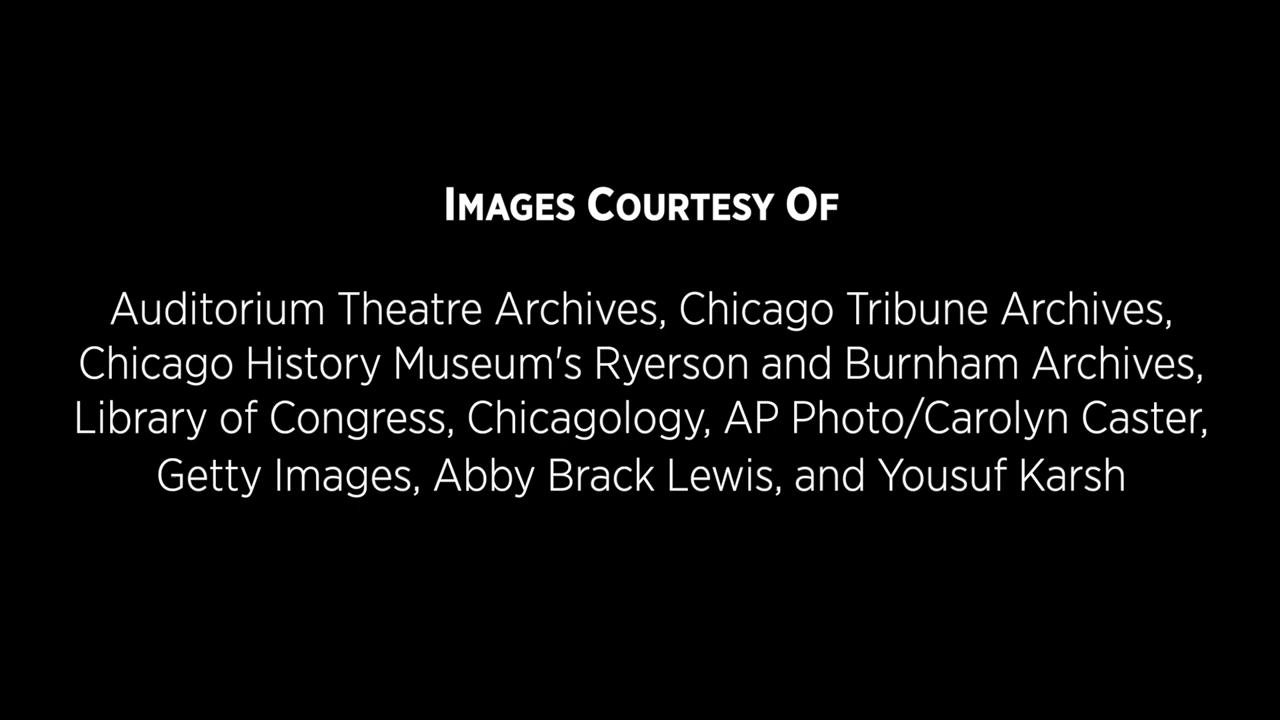 Images Courtesy Of
Auditorium Theatre Archives, Chicago Tribune Archives,
Chicago History Museum's Ryerson and Burnham Archives,
Library of Congress, Chicagology, AP Photo/Carolyn Caster,
Getty Images, Abby Brack Lewis, and Yousuf Karsh